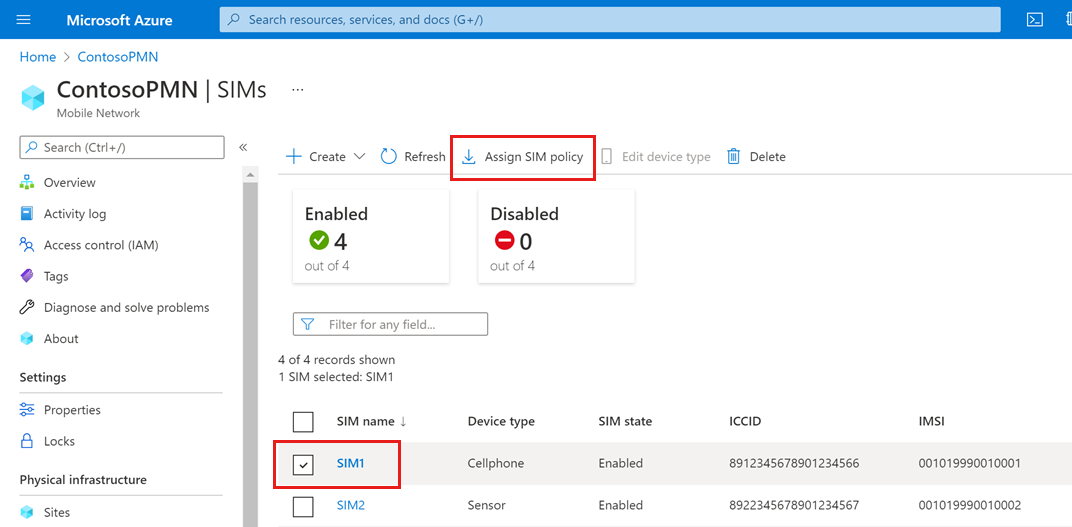 Microsoft Azure
Search resources, services, and docs (G+/)
Home > ContosoPMN
ContosoPMN | SIMs ...
Mobile Network
Search (Ctrl+/)
«
Create
Refresh
Assign SIM policy
Edit device type
Delete
Overview
Activity log
Access control (IAM)
Tags
Diagnose and solve problems
About
Settings
Properties
Locks
Physical infrastructure
Sites
Enabled
4
out of 4
Disabled
0
out of 4
Filter for any field...
4 of 4 records shown
1 SIM selected: SIM1
SIM name ↓ Device type SIM state ICCID IMSI
SIM1 Cellphone Enabled 8912345678901234566 001019990010001
SIM2 Sensor Enabled 8922345678901234567 001019990010002